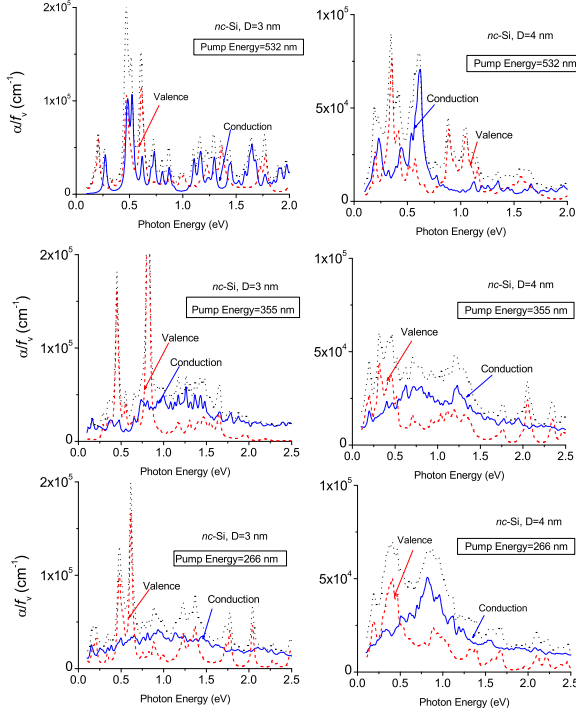 2x10^5
nc-Si, D=3 nm
Pump Energy=532 nm
Valence
1x10^5
Conduction
α/f_v (cm^-1)
0
0.0 0.5 1.0 1.5 2.0
Photon Energy (eV)
1x10^5
nc-Si, D=4 nm
Pump Energy=532 nm
Conduction
5x10^4
Valence
0
0.0 0.5 1.0 1.5 2.0
Photon Energy (eV)
2x10^5
nc-Si, D=3 nm
Pump Energy=355 nm
Valence
Conduction
1x10^5
α/f_v (cm^-1)
0
0.0 0.5 1.0 1.5 2.0 2.5
Photon Energy (eV)
1x10^5
nc-Si, D=4 nm
Pump Energy=355 nm
Valence
5x10^4
Conduction
0
0.0 0.5 1.0 1.5 2.0 2.5
Photon Energy (eV)
2x10^5
nc-Si, D=3 nm
Pump Energy=266 nm
1x10^5
Valence
Conduction
α/f_v (cm^-1)
0
0.0 0.5 1.0 1.5 2.0 2.5
Photon Energy (eV)
1x10^5
nc-Si, D=4 nm
Pump Energy=266 nm
Valence
5x10^4
Conduction
0
0.0 0.5 1.0 1.5 2.0 2.5
Photon Energy (eV)